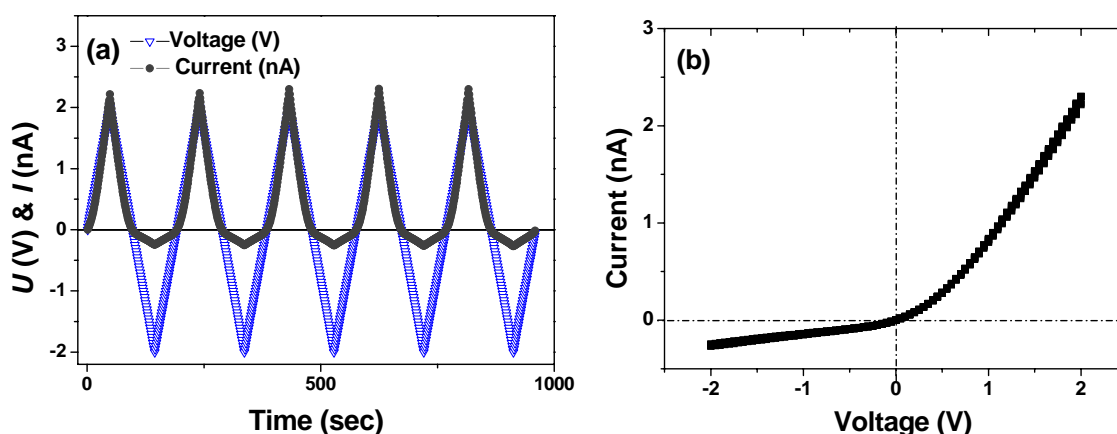 (a)
Voltage (V)
Current (nA)
U (V) & I (nA)
3
2
1
0
-1
-2
0
500
1000
Time (sec)
(b)
Current (nA)
3
2
1
0
-2
-1
0
1
2
Voltage (V)